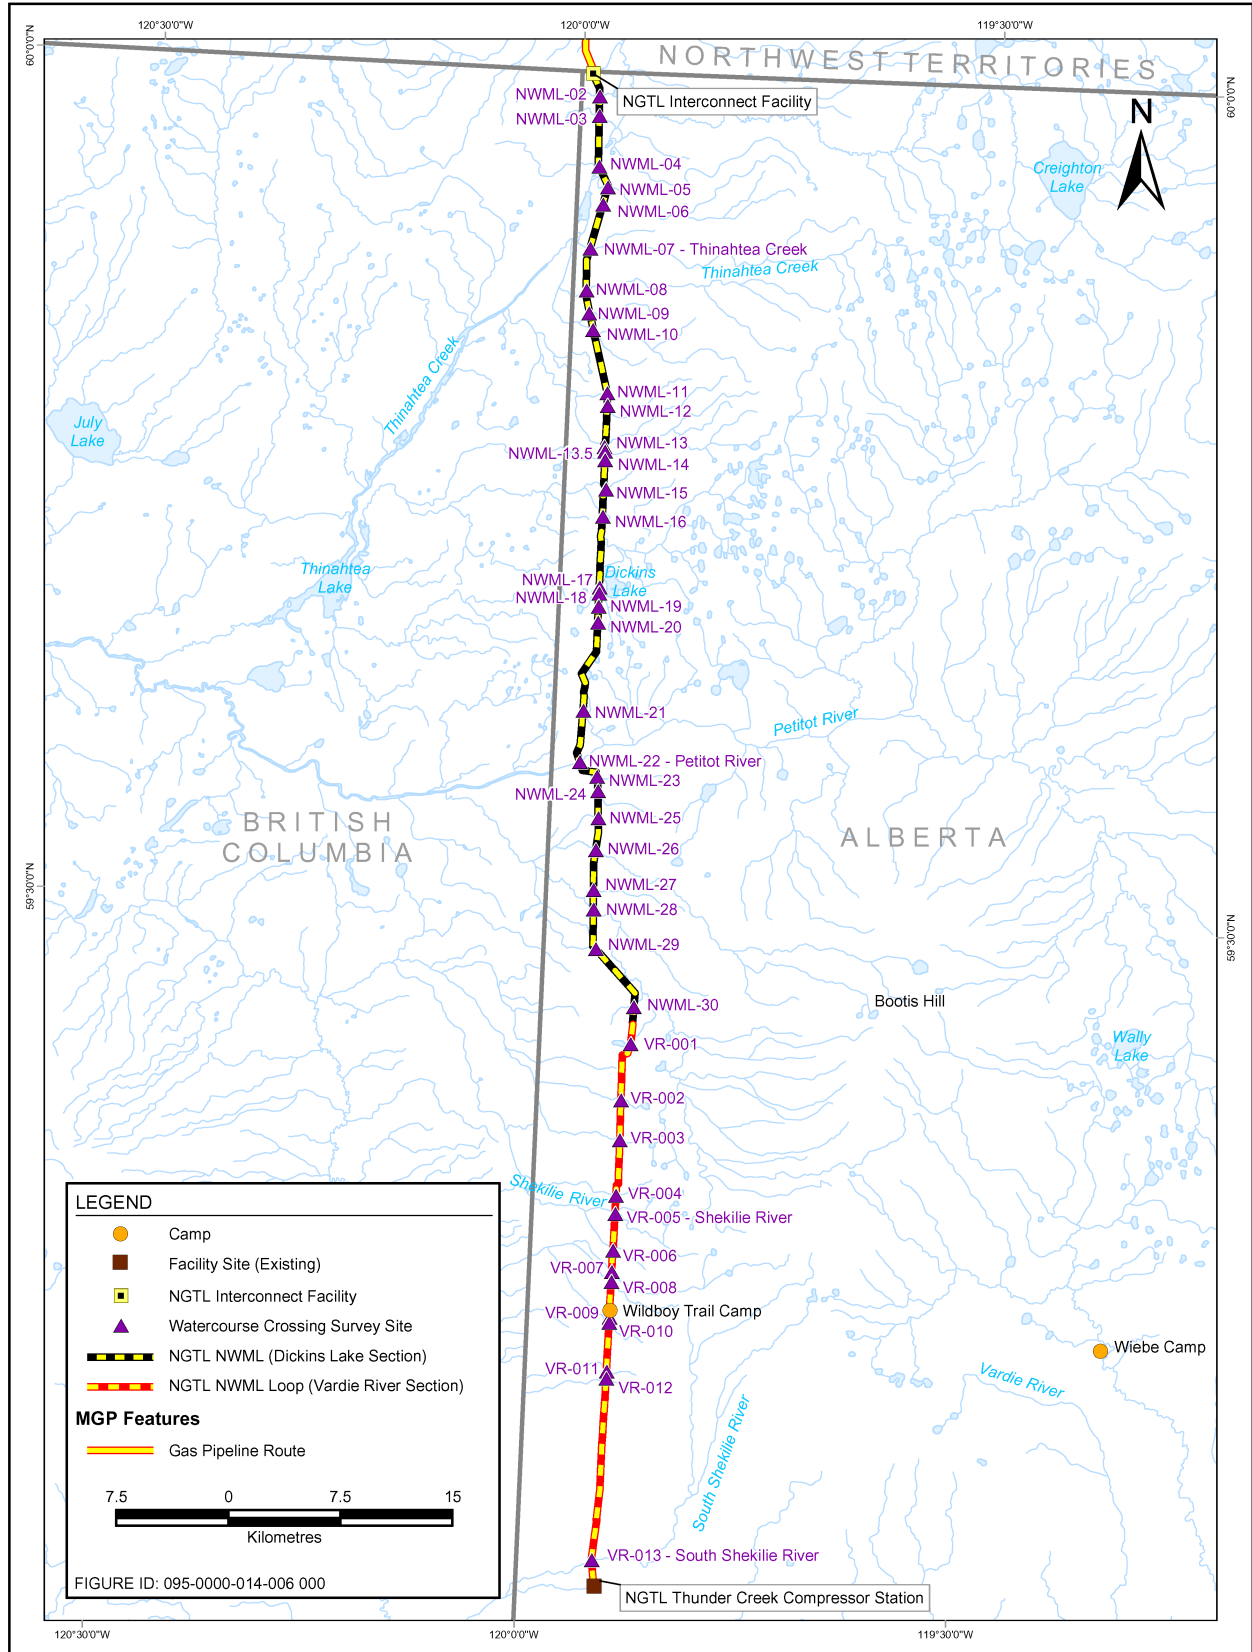 120°30'0"W
120°0'0"W
119°30'0"W
60°0'0"N
60°0'0"N
NORTHWEST TERRITORIES
NWML-02
NGTL Interconnect Facility
NWML-03
N
NWML-04
Creighton
Lake
NWML-05
NWML-06
NWML-07 - Thinahtea Creek
Thinahtea Creek
NWML-08
NWML-09
NWML-10
Thinahtea Creek
NWML-11
NWML-12
July
Lake
NWML-13
NWML-13.5
NWML-14
NWML-15
NWML-16
Thinahtea
Lake
Dickins
Lake
NWML-17
NWML-18
NWML-19
NWML-20
NWML-21
Petitot River
NWML-22 - Petitot River
NWML-23
NWML-24
NWML-25
BRITISH
COLUMBIA
ALBERTA
NWML-26
59°30'0"N
NWML-27
NWML-28
NWML-29
59°30'0"N
Bootis Hill
NWML-30
Wally
Lake
VR-001
VR-002
VR-003
Shekilie River
VR-004
VR-005 - Shekilie River
VR-006
VR-007
VR-008
VR-009
Wildboy Trail Camp
VR-010
Wiebe Camp
VR-011
VR-012
Vardie River
South Shekilie River
VR-013 - South Shekilie River
NGTL Thunder Creek Compressor Station
LEGEND
Camp
Facility Site (Existing)
NGTL Interconnect Facility
Watercourse Crossing Survey Site
NGTL NWML (Dickins Lake Section)
NGTL NWML Loop (Vardie River Section)
MGP Features
Gas Pipeline Route
7.5 0 7.5 15
Kilometres
FIGURE ID: 095-0000-014-006 000
120°30'0"W
120°0'0"W
119°30'0"W